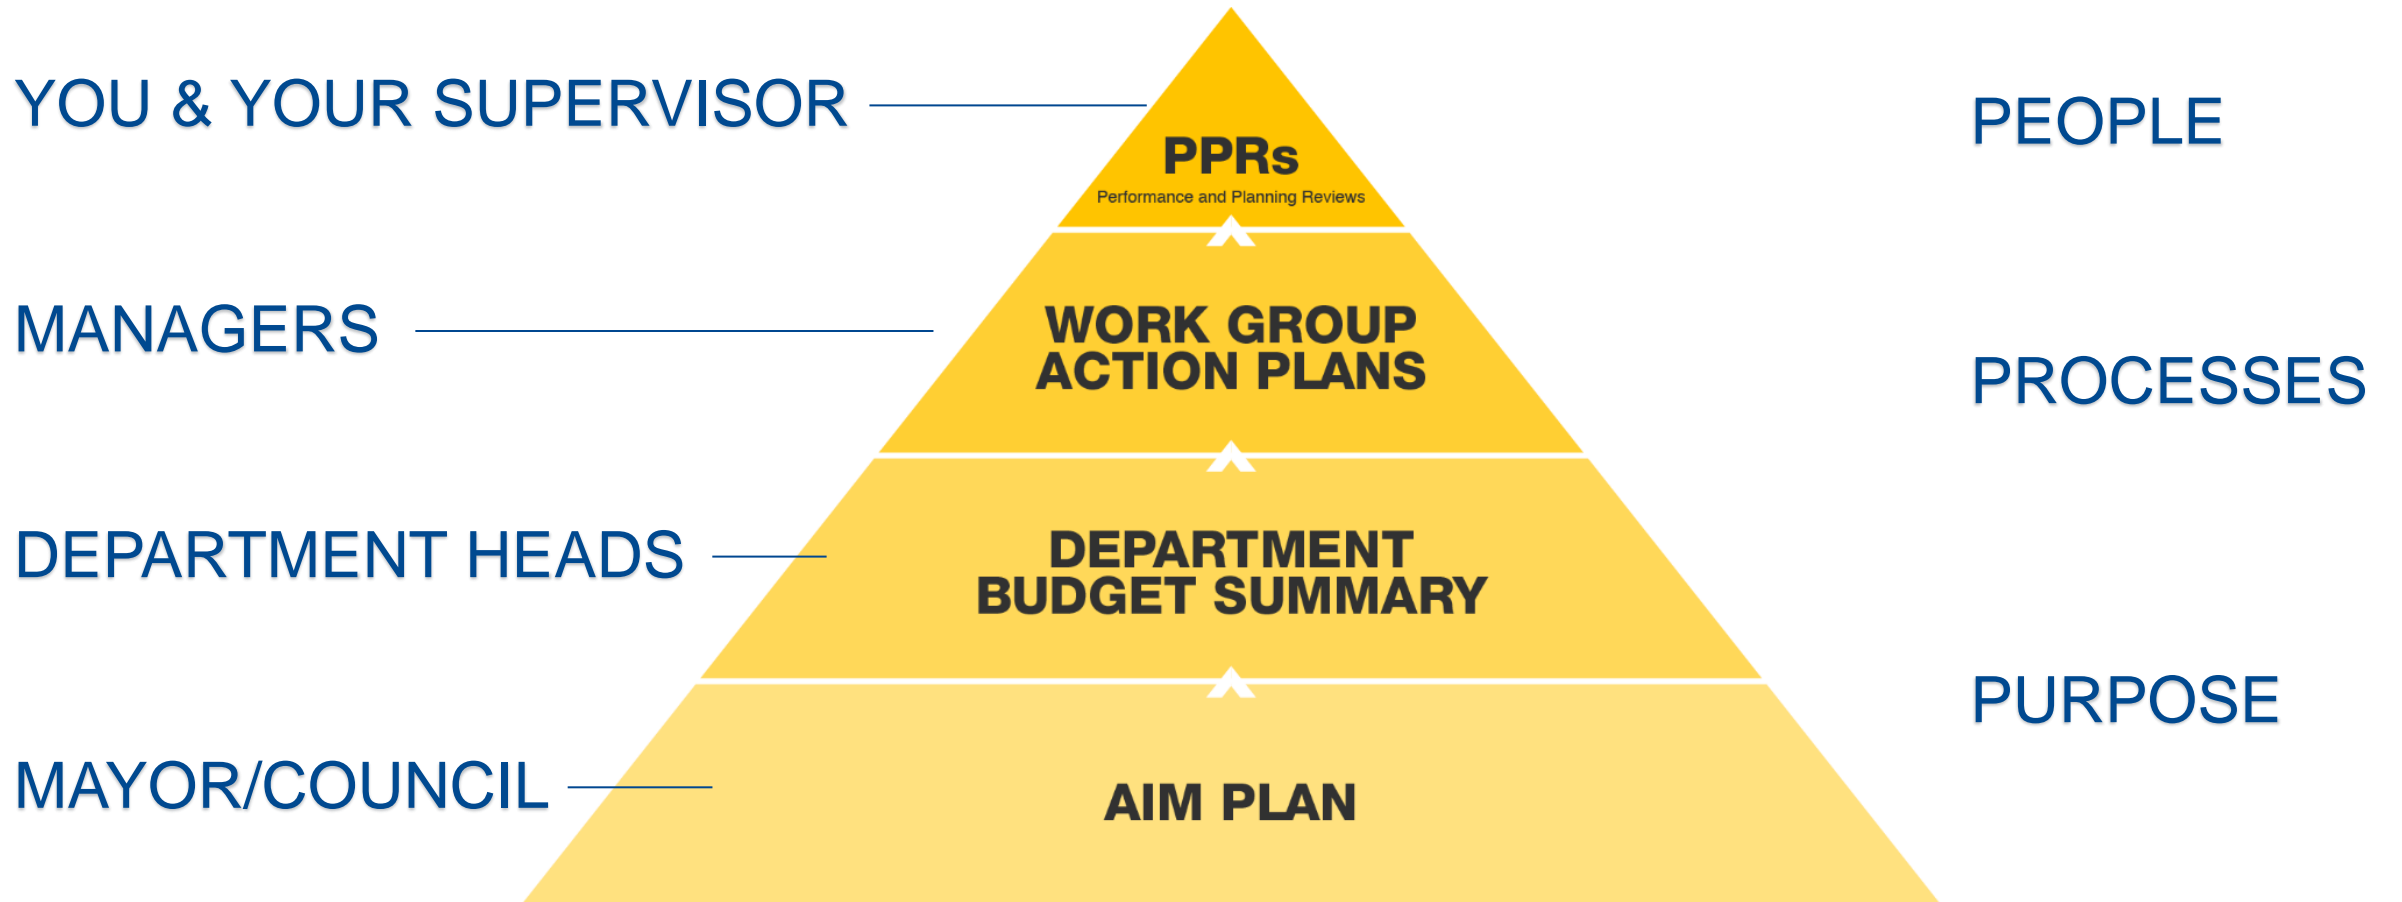 YOU & YOUR SUPERVISOR
PPRs
Performance and Planning Reviews
PEOPLE
MANAGERS
WORK GROUP
ACTION PLANS
PROCESSES
DEPARTMENT HEADS
DEPARTMENT
BUDGET SUMMARY
PURPOSE
MAYOR/COUNCIL
AIM PLAN